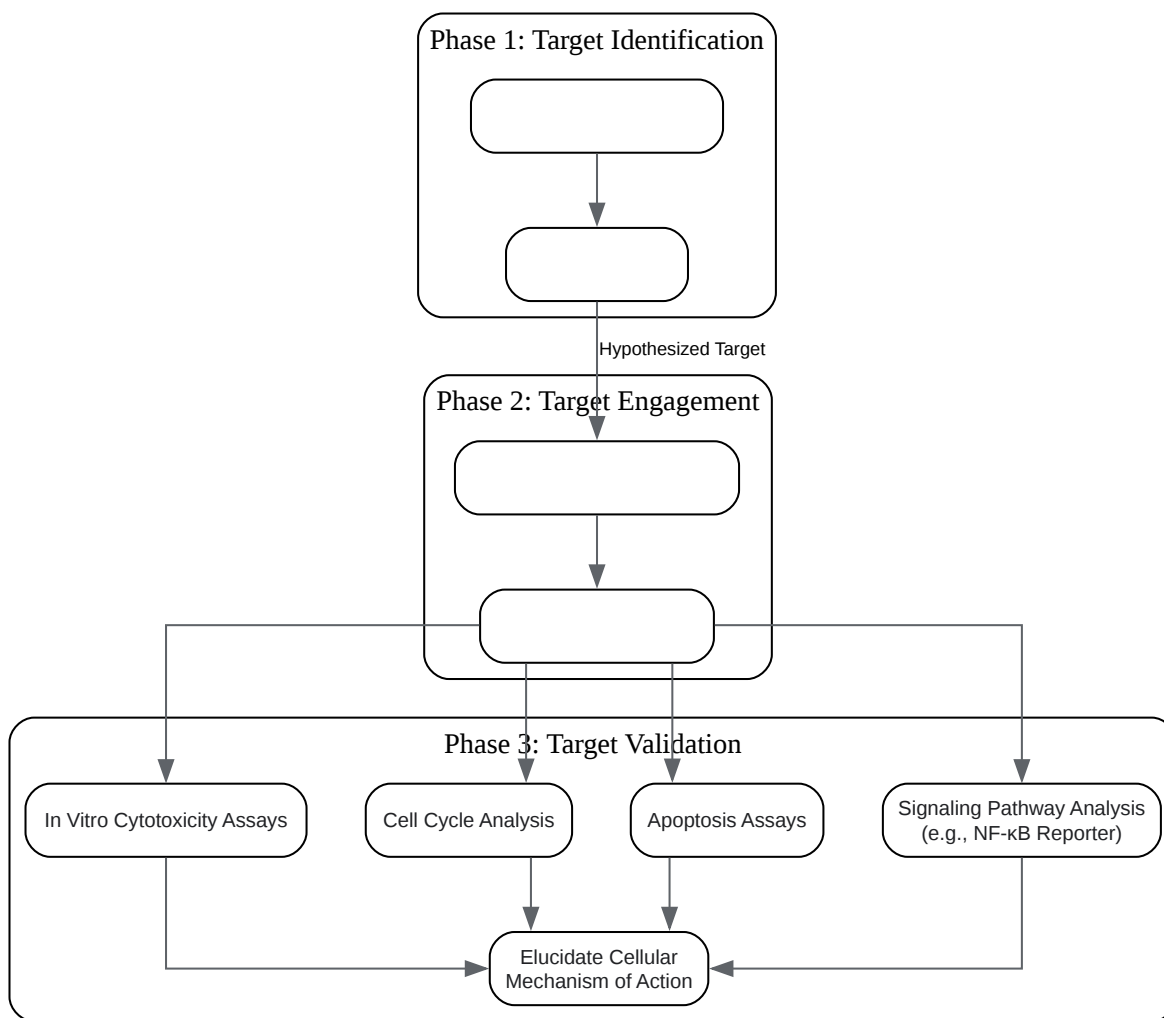 Phase 1: Target Identification
Hypothesized Target
Phase 2: Target Engagement
Phase 3: Target Validation
In Vitro Cytotoxicity Assays
Cell Cycle Analysis
Apoptosis Assays
Signaling Pathway Analysis
(e.g., NF-κB Reporter)
Elucidate Cellular
Mechanism of Action